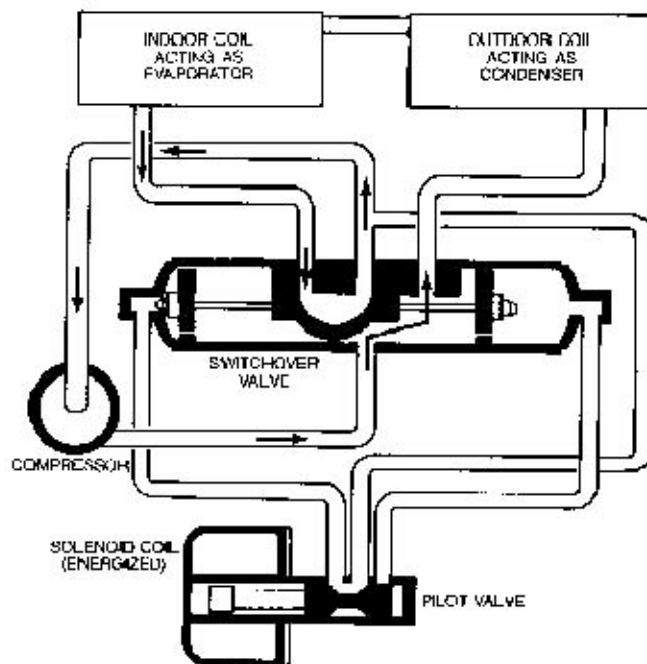 INDOOR COIL
ACTING AS
EVAPORATOR
OUTDOOR COIL
ACTING AS
CONDENSER
SWITCHOVER
VALVE
COMPRESSOR
SOLENOID COIL
(ENERGIZED)
PILOT VALVE